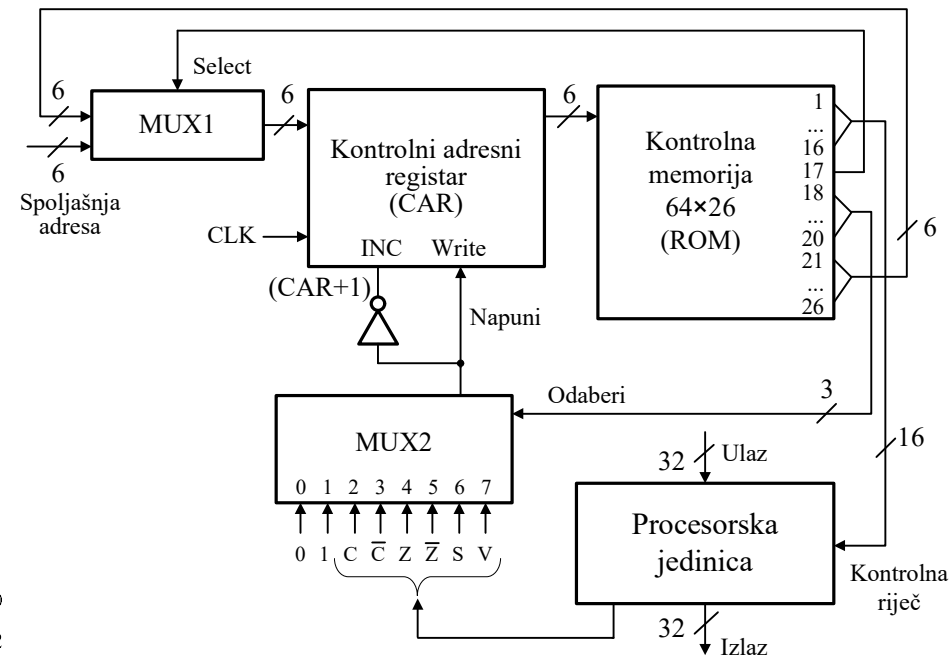 Select
6
6
6
6
MUX1
Spoljašnja
adresa
Kontrolni adresni
registar
(CAR)
CLK
INC Write
(CAR+1)
Napuni
Kontrolna
memorija
64×26
(ROM)
1
...
16
17
18
...
20
21
...
26
6
Odaberi
3
16
MUX2
0 1 2 3 4 5 6 7
0 1 C C̅ Z Z̅ S V
32
Ulaz
Procesorska
jedinica
Kontrolna
riječ
32
Izlaz